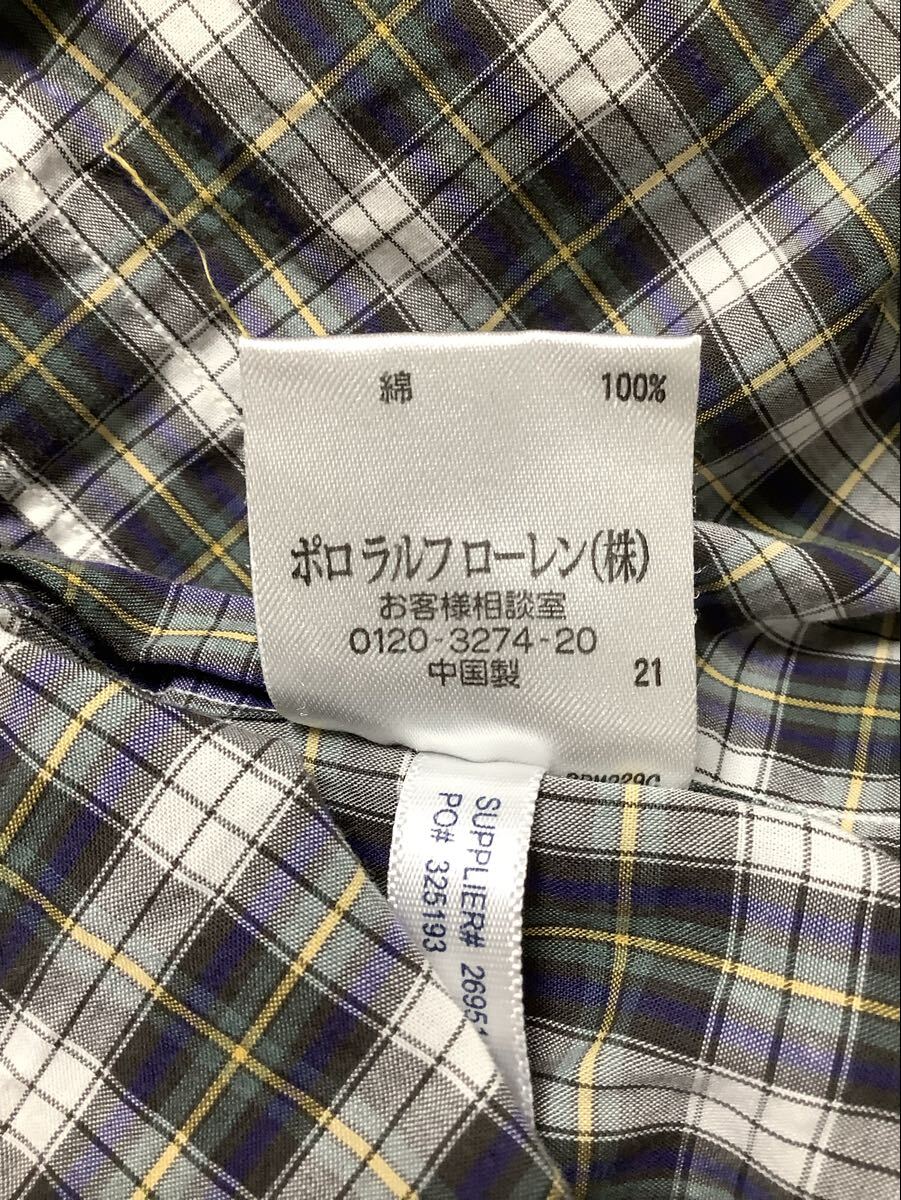 綿 100%
ポロ ラルフ ローレン(株)
お客様相談室
0120-3274-20
中国製 21
SUPPLIER# 2695
PO# 325193